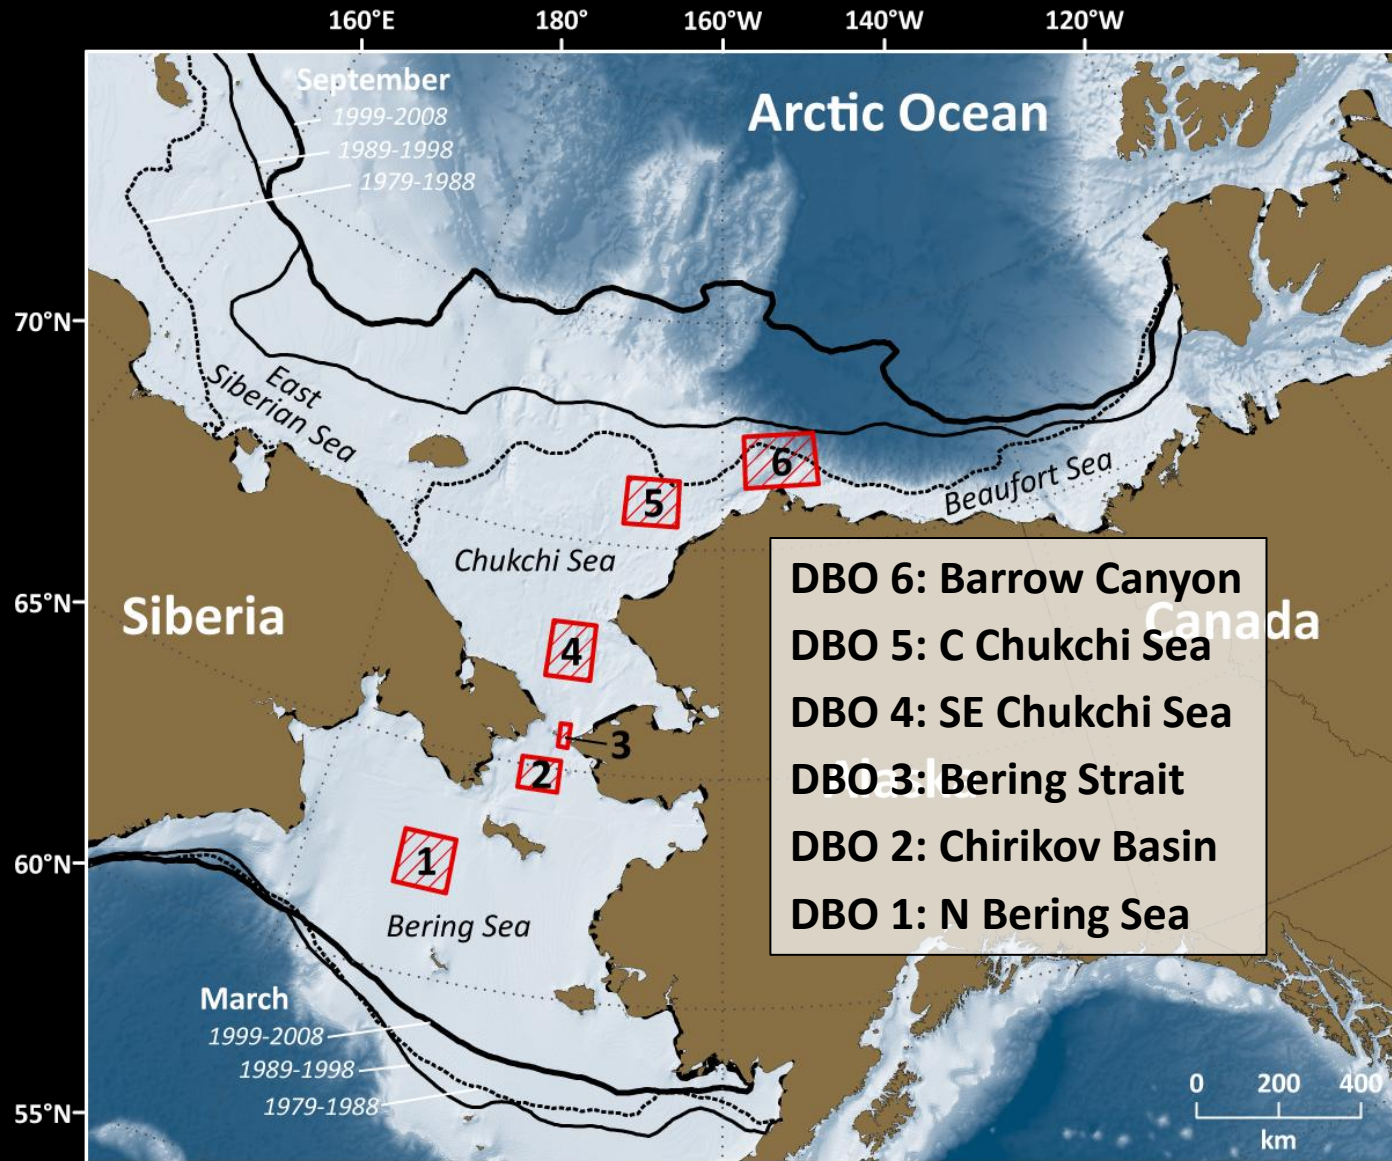 160°E 180° 160°W 140°W 120°W
September
1999-2008
1989-1998
1979-1988
Arctic Ocean
70°N
East
Siberian Sea
6
5
Beaufort Sea
Chukchi Sea
65°N
Siberia
Canada
4
3
2
Alaska
DBO 6: Barrow Canyon
DBO 5: C Chukchi Sea
DBO 4: SE Chukchi Sea
DBO 3: Bering Strait
DBO 2: Chirikov Basin
DBO 1: N Bering Sea
60°N
1
Bering Sea
March
1999-2008
1989-1998
1979-1988
55°N
0 200 400
km